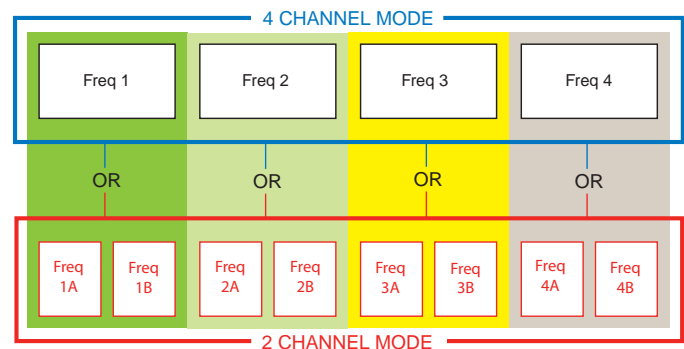 4 CHANNEL MODE
Freq 1
Freq 2
Freq 3
Freq 4
OR
OR
OR
OR
Freq
1A
Freq
1B
Freq
2A
Freq
2B
Freq
3A
Freq
3B
Freq
4A
Freq
4B
2 CHANNEL MODE